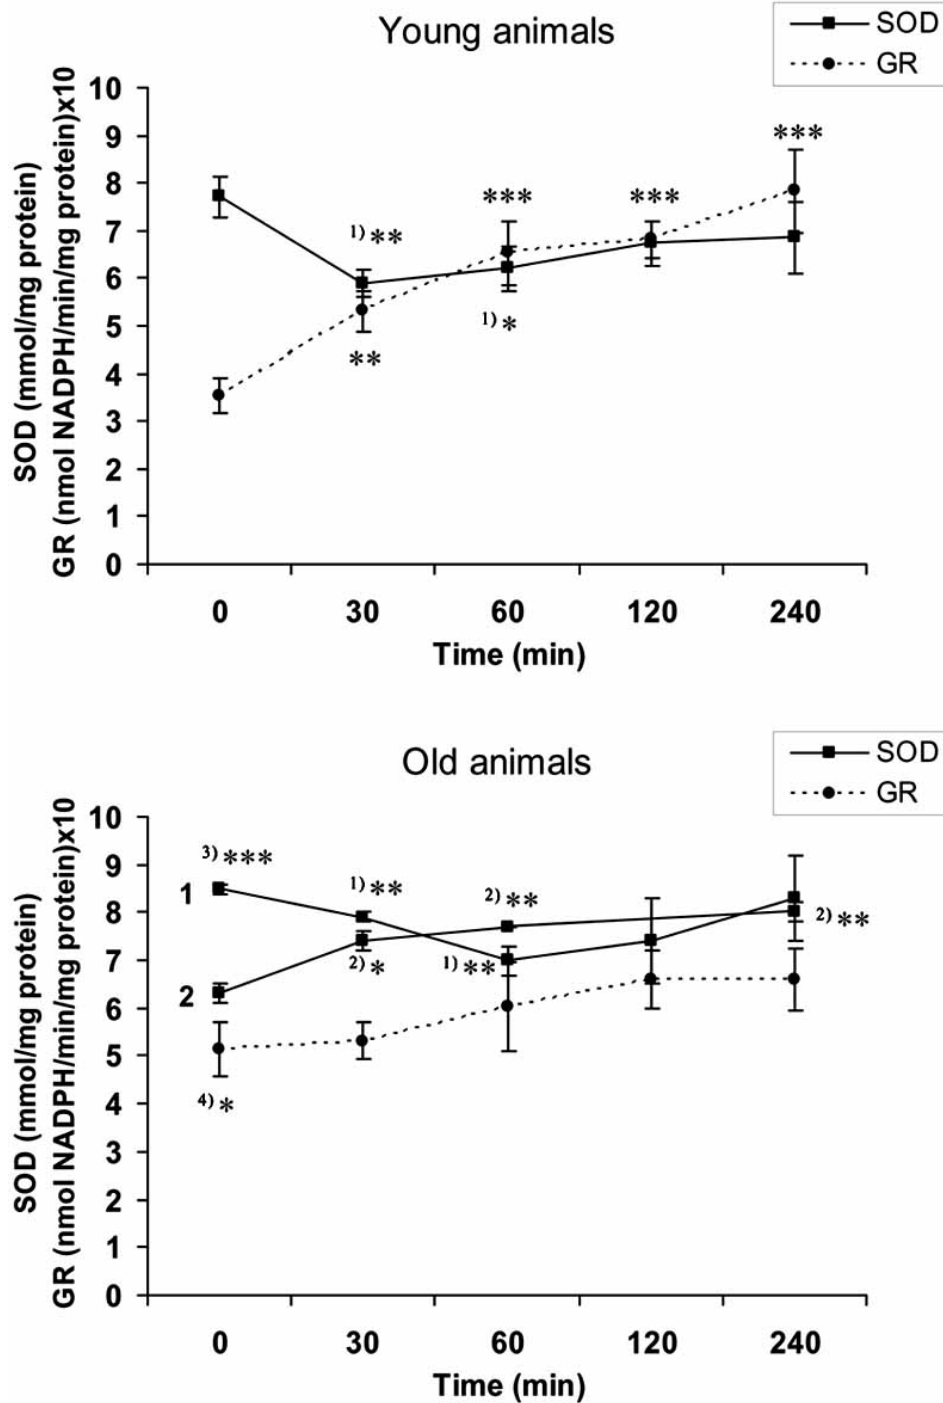 Young animals
SOD
GR
SOD (mmol/mg protein)
GR (nmol NADPH/min/mg protein)x10
10
9
8
7
6
5
4
3
2
1
0
***
1) **
***
***
1) *
**
0 30 60 120 240
Time (min)
Old animals
SOD
GR
SOD (mmol/mg protein)
GR (nmol NADPH/min/mg protein)x10
10
9
8
7
6
5
4
3
2
1
0
3) ***
1
1) **
2) **
2) **
2) *
1) **
2
4) *
0 30 60 120 240
Time (min)